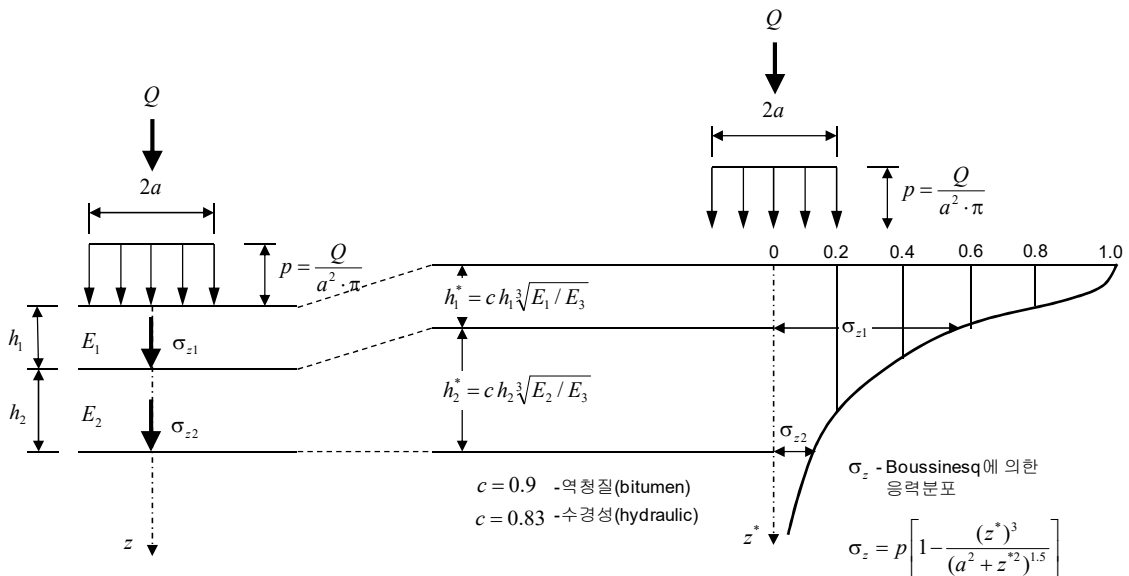 Q
2a
p = Q / (a² · π)
h₁
E₁
σz1
h₂
E₂
σz2
z
h₁* = c h₁ ∛(E₁ / E₃)
h₂* = c h₂ ∛(E₂ / E₃)
c = 0.9 -역청질(bitumen)
c = 0.83 -수경성(hydraulic)
Q
2a
p = Q / (a² · π)
0 0.2 0.4 0.6 0.8 1.0
σz1
σz2
z*
σz - Boussinesq에 의한
응력분포
σz = p[1 − (z*)³ / (a² + z*²)^1.5]